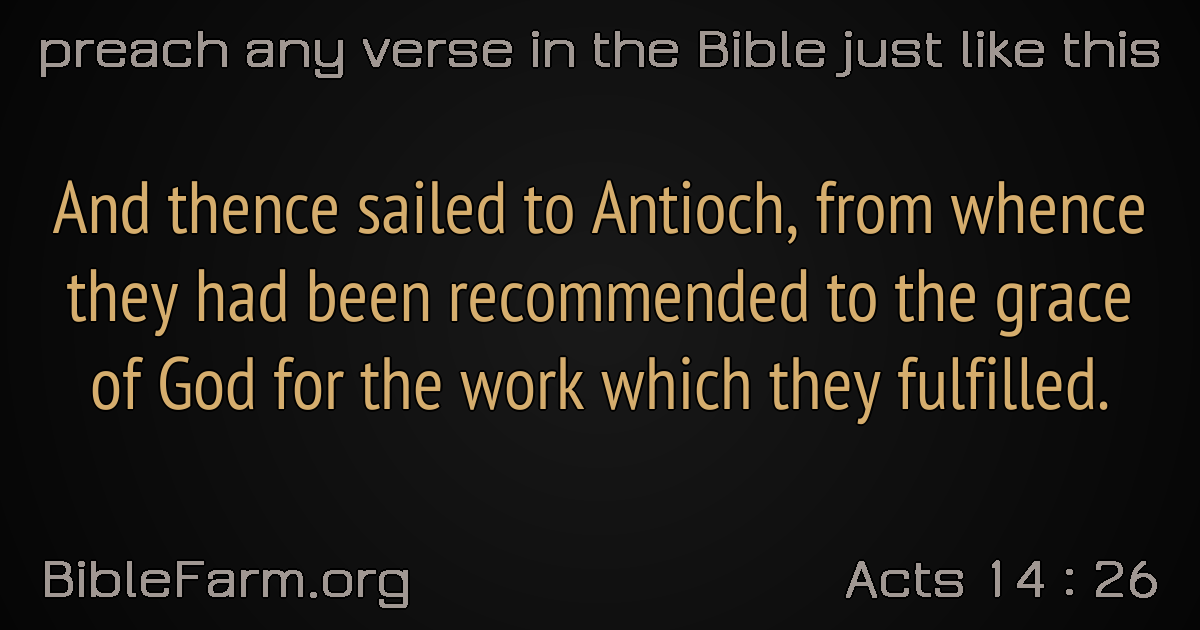 preach any verse in the Bible just like this
And thence sailed to Antioch, from whence
they had been recommended to the grace
of God for the work which they fulfilled.
BibleFarm.org
Acts 14 : 26